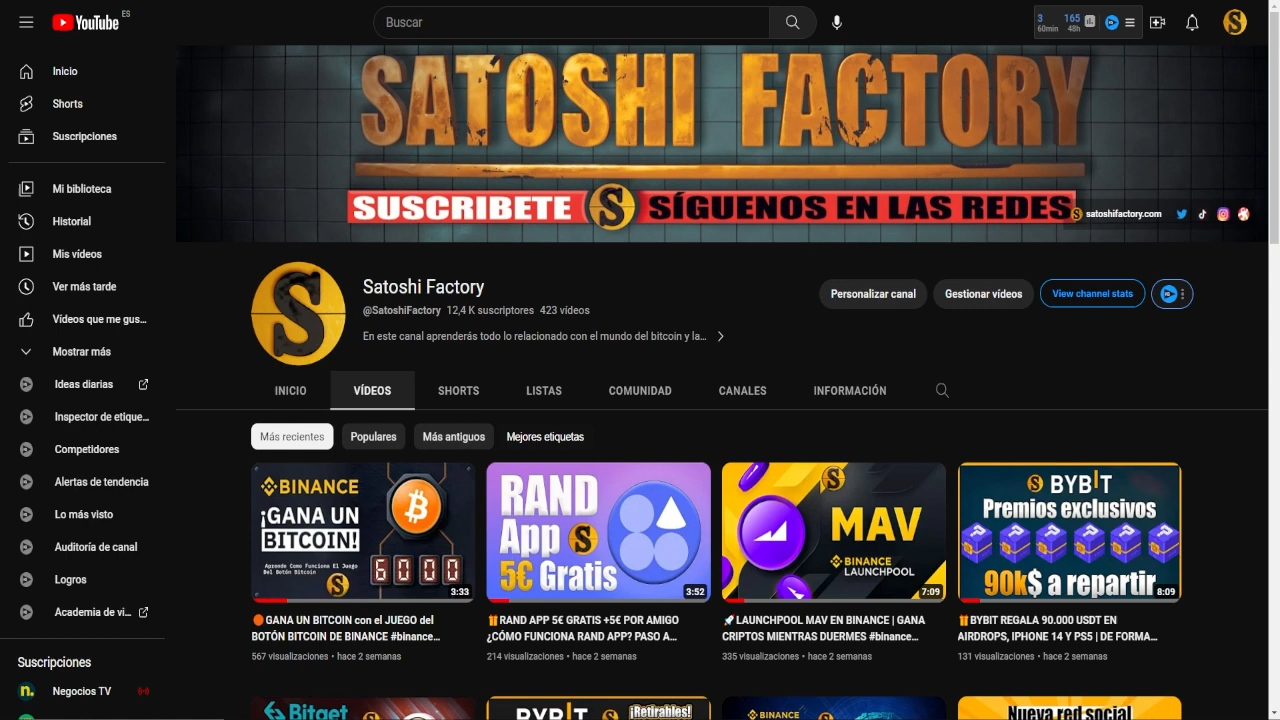 YouTube ES
Buscar
3 165
60min 48h
Inicio
Shorts
Suscripciones
Mi biblioteca
Historial
Mis vídeos
Ver más tarde
Vídeos que me gus...
Mostrar más
Ideas diarias
Inspector de etique...
Competidores
Alertas de tendencia
Lo más visto
Auditoría de canal
Logros
Academia de vi...
Suscripciones
Negocios TV
SATOSHI FACTORY
SUSCRIBETE S SÍGUENOS EN LAS REDES
satoshifactory.com
Satoshi Factory
@SatoshiFactory 12,4 K suscriptores 423 vídeos
En este canal aprenderás todo lo relacionado con el mundo del bitcoin y la...
Personalizar canal
Gestionar vídeos
View channel stats
INICIO VÍDEOS SHORTS LISTAS COMUNIDAD CANALES INFORMACIÓN
Más recientes Populares Más antiguos Mejores etiquetas
BINANCE
¡GANA UN
BITCOIN!
Aprende Como Funciona El Juego
Del Botón Bitcoin
6000
3:33
GANA UN BITCOIN con el JUEGO del
BOTÓN BITCOIN DE BINANCE #binance...
567 visualizaciones • hace 2 semanas
RAND
App
5€ Gratis
3:52
RAND APP 5€ GRATIS +5€ POR AMIGO
¿CÓMO FUNCIONA RAND APP? PASO A...
214 visualizaciones • hace 2 semanas
MAV
BINANCE
LAUNCHPOOL
7:09
LAUNCHPOOL MAV EN BINANCE | GANA
CRIPTOS MIENTRAS DUERMES #binance...
335 visualizaciones • hace 2 semanas
BYBIT
Premios exclusivos
90k$ a repartir
8:09
BYBIT REGALA 90.000 USDT EN
AIRDROPS, IPHONE 14 Y PS5 | DE FORMA...
131 visualizaciones • hace 2 semanas
Bitget
BYBIT
¡Retirables!
BINANCE
Nueva red social